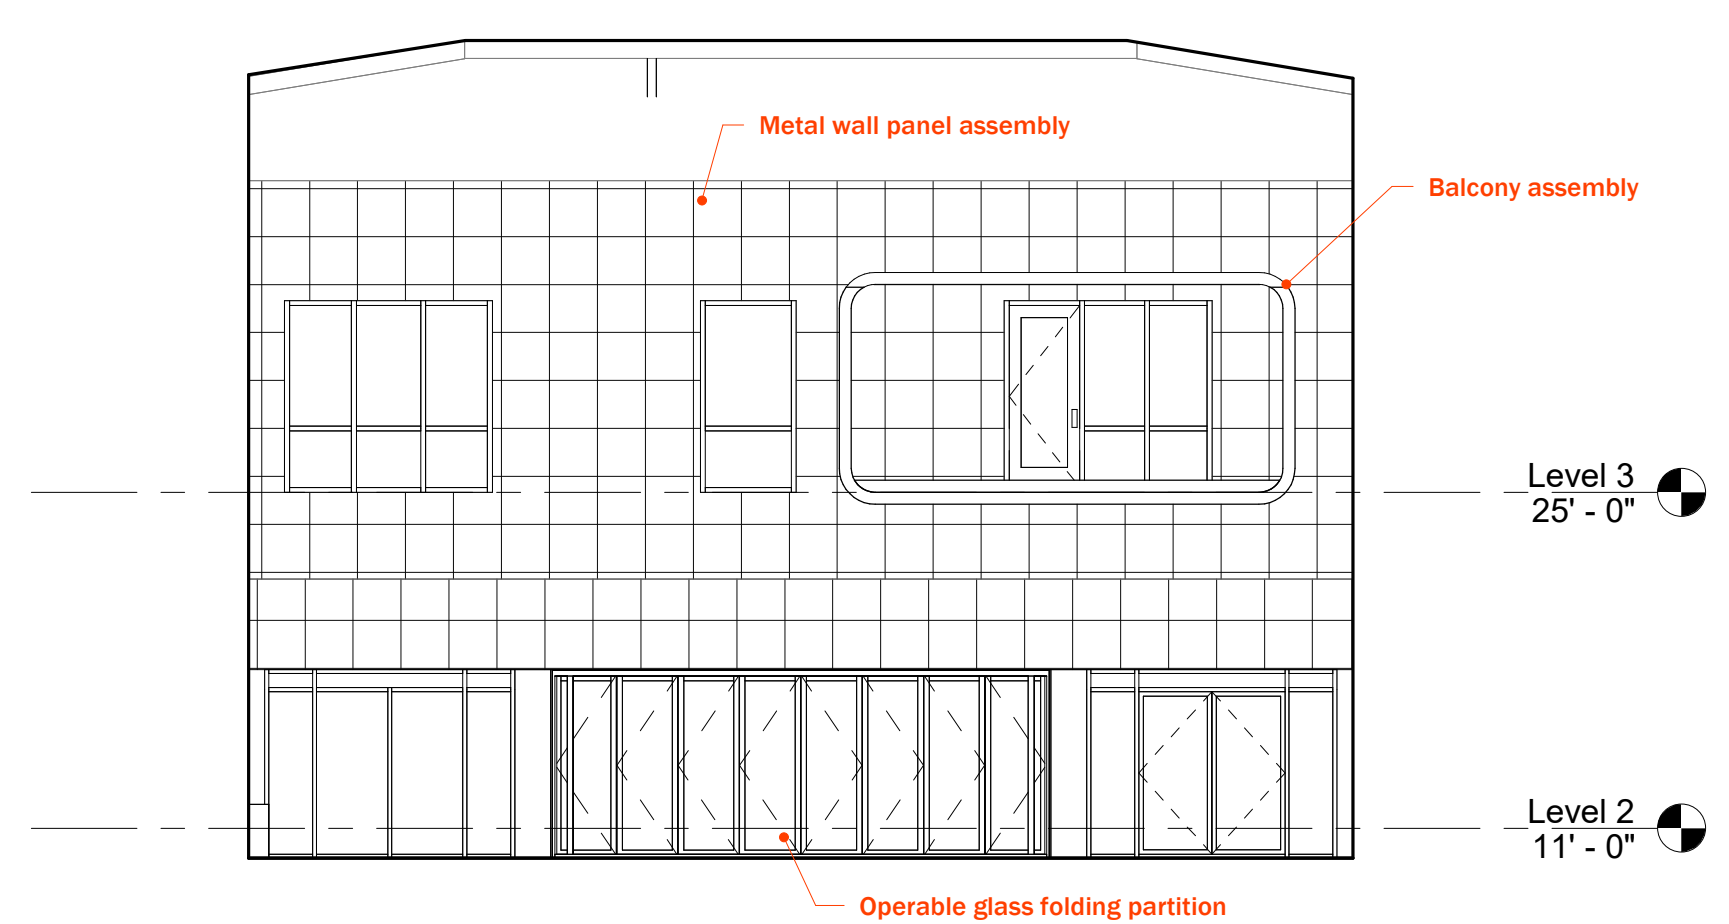 Metal wall panel assembly
Balcony assembly
Level 3
25' - 0"
Level 2
11' - 0"
Operable glass folding partition